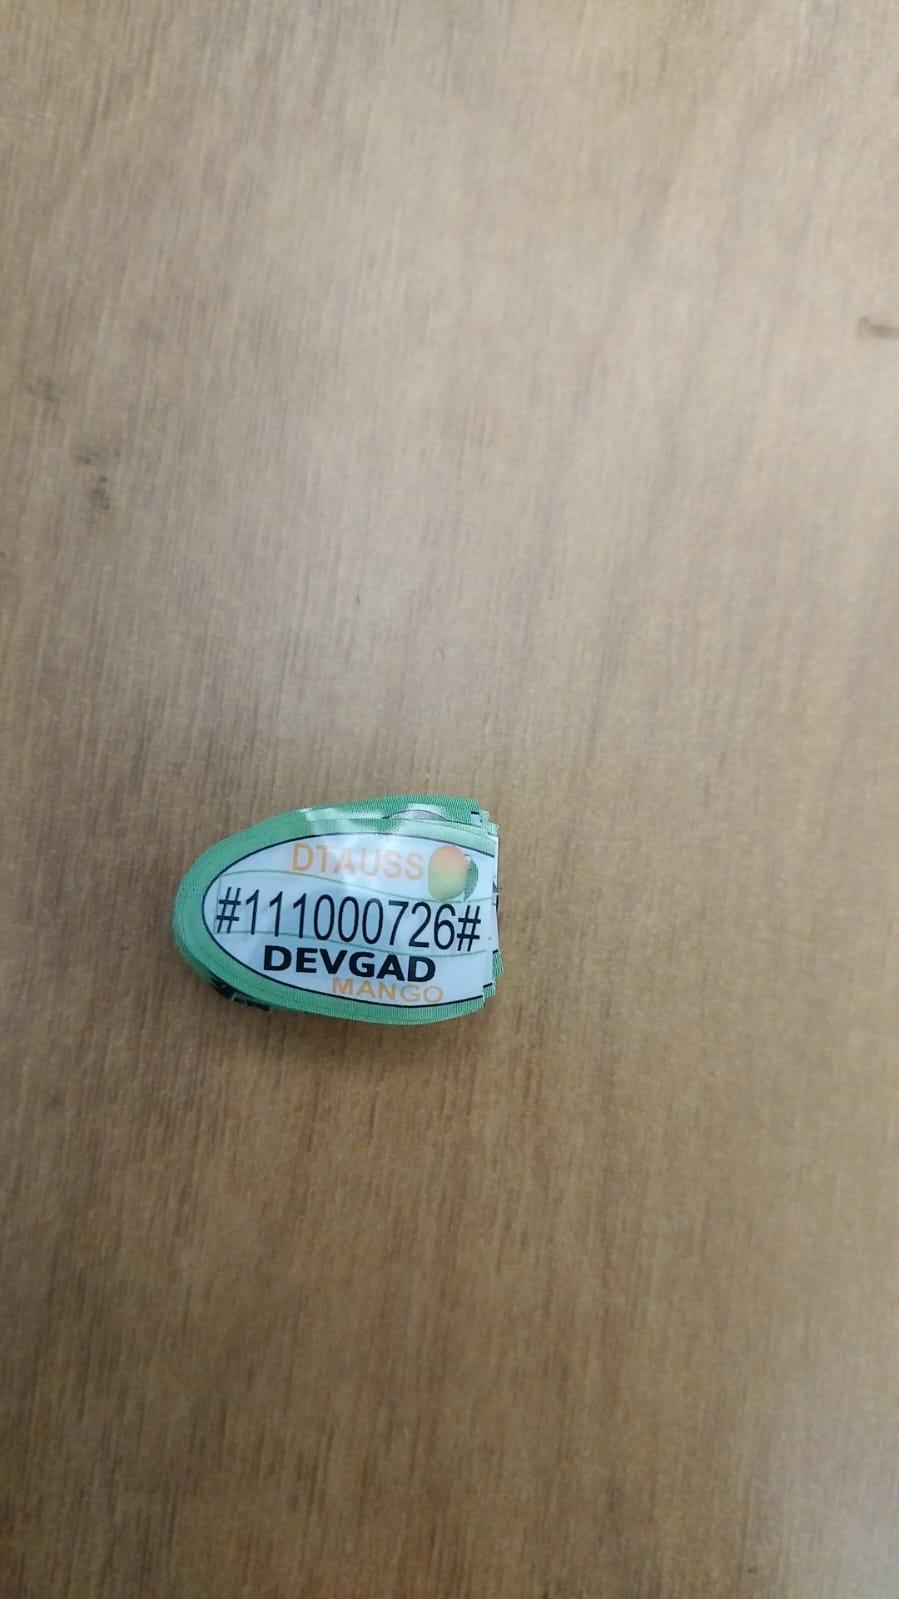 DTAUSS
#111000726#
DEVGAD
MANGO